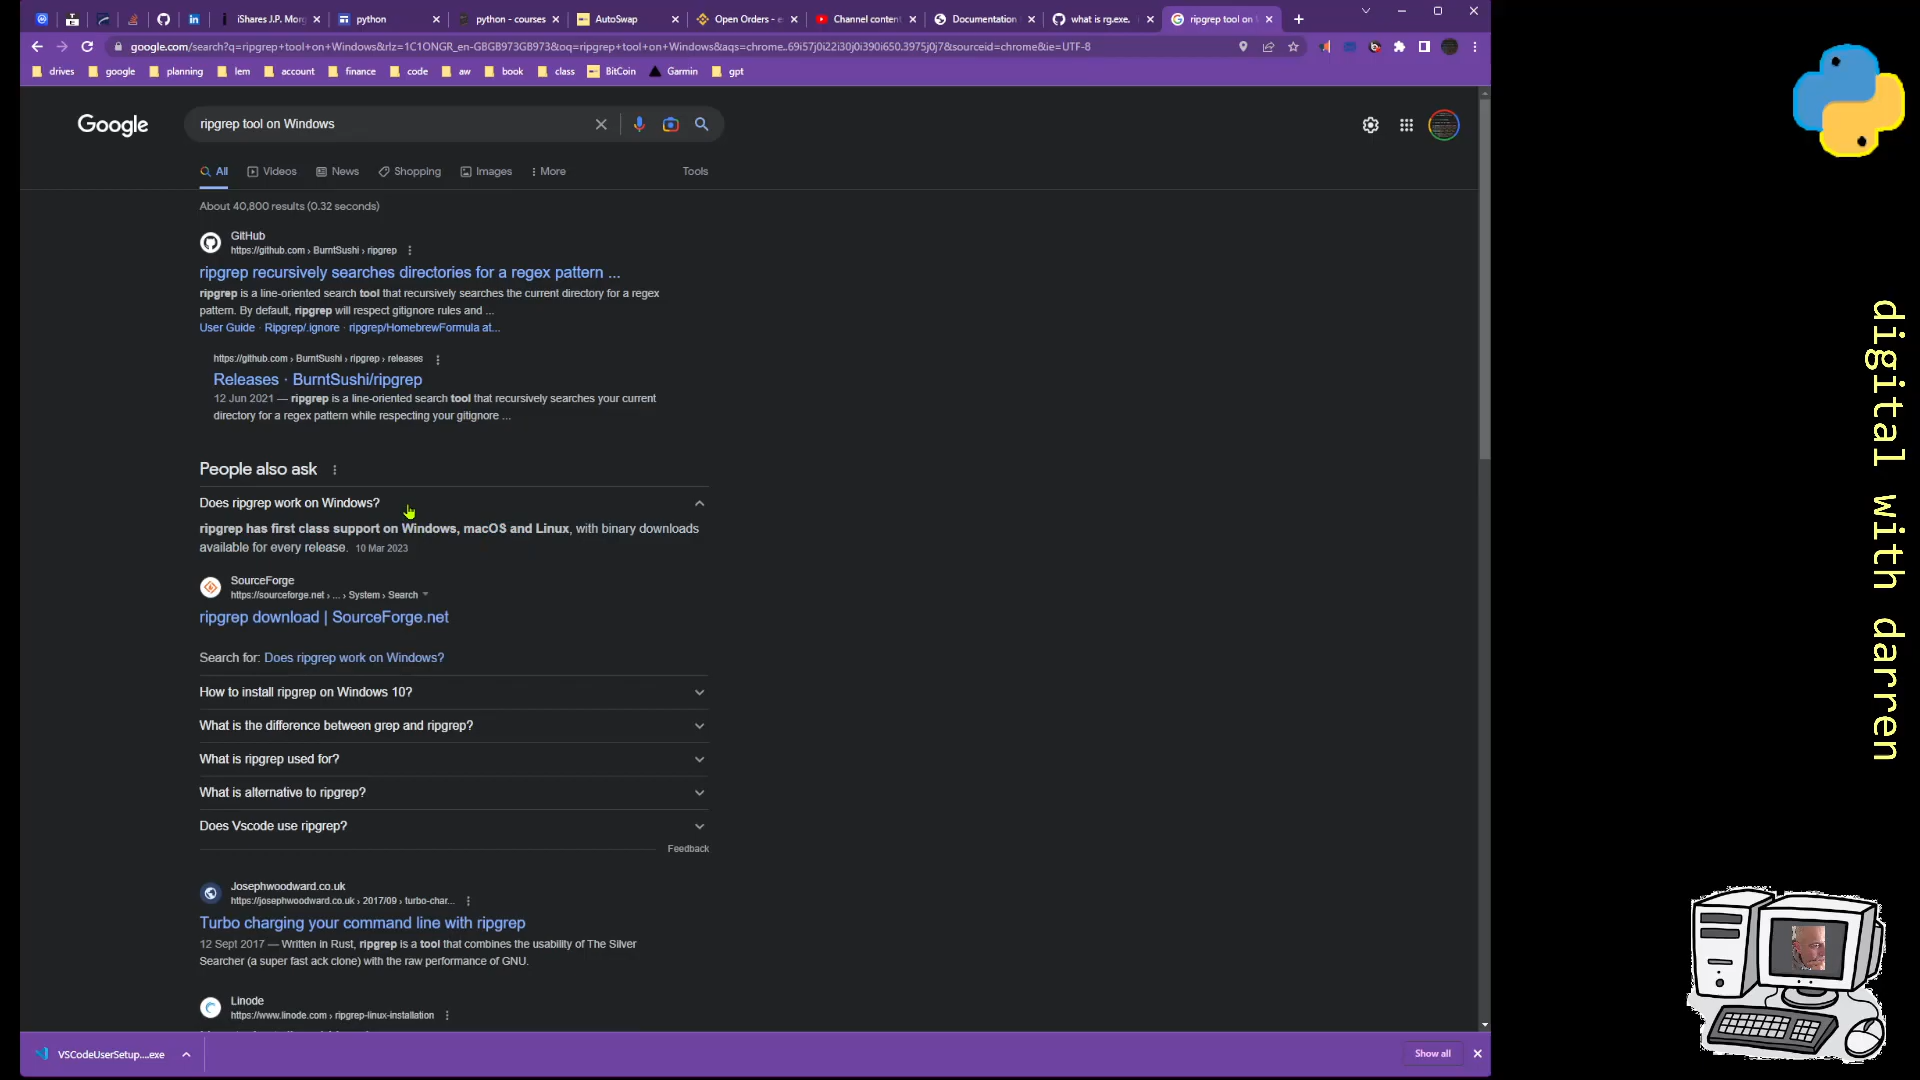 iShares J.P. Morg
python
python - courses
AutoSwap
Open Orders - e
Channel content
Documentation
what is rg.exe.
ripgrep tool on
google.com/search?q=ripgrep+tool+on+Windows&rlz=1C1ONGR_en-GBGB973GB973&oq=ripgrep+tool+on+Windows&aqs=chrome..69i57j0i22i30j0i390i650.3975j0j7&sourceid=chrome&ie=UTF-8
drives google planning lem account finance code aw book class BitCoin Garmin gpt
Google
ripgrep tool on Windows
All Videos News Shopping Images More Tools
About 40,800 results (0.32 seconds)
GitHub
https://github.com › BurntSushi › ripgrep
ripgrep recursively searches directories for a regex pattern ...
ripgrep is a line-oriented search tool that recursively searches the current directory for a regex
pattern. By default, ripgrep will respect gitignore rules and ...
User Guide · Ripgrep/.ignore · ripgrep/HomebrewFormula at...
https://github.com › BurntSushi › ripgrep › releases
Releases · BurntSushi/ripgrep
12 Jun 2021 — ripgrep is a line-oriented search tool that recursively searches your current
directory for a regex pattern while respecting your gitignore ...
People also ask
Does ripgrep work on Windows?
ripgrep has first class support on Windows, macOS and Linux, with binary downloads
available for every release. 10 Mar 2023
SourceForge
https://sourceforge.net › ... › System › Search
ripgrep download | SourceForge.net
Search for: Does ripgrep work on Windows?
How to install ripgrep on Windows 10?
What is the difference between grep and ripgrep?
What is ripgrep used for?
What is alternative to ripgrep?
Does Vscode use ripgrep?
Feedback
Josephwoodward.co.uk
https://josephwoodward.co.uk › 2017/09 › turbo-char...
Turbo charging your command line with ripgrep
12 Sept 2017 — Written in Rust, ripgrep is a tool that combines the usability of The Silver
Searcher (a super fast ack clone) with the raw performance of GNU.
Linode
https://www.linode.com › ripgrep-linux-installation
VSCodeUserSetup....exe
Show all
digital with darren